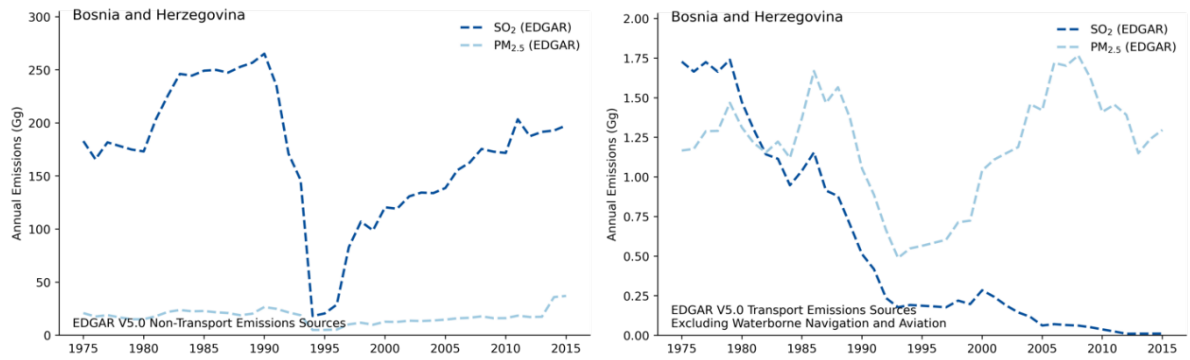 Bosnia and Herzegovina
SO₂ (EDGAR)
PM₂.₅ (EDGAR)
300
250
200
150
100
50
0
Annual Emissions (Gg)
EDGAR V5.0 Non-Transport Emissions Sources
1975 1980 1985 1990 1995 2000 2005 2010 2015
Bosnia and Herzegovina
SO₂ (EDGAR)
PM₂.₅ (EDGAR)
2.00
1.75
1.50
1.25
1.00
0.75
0.50
0.25
0.00
Annual Emissions (Gg)
EDGAR V5.0 Transport Emissions Sources
Excluding Waterborne Navigation and Aviation
1975 1980 1985 1990 1995 2000 2005 2010 2015